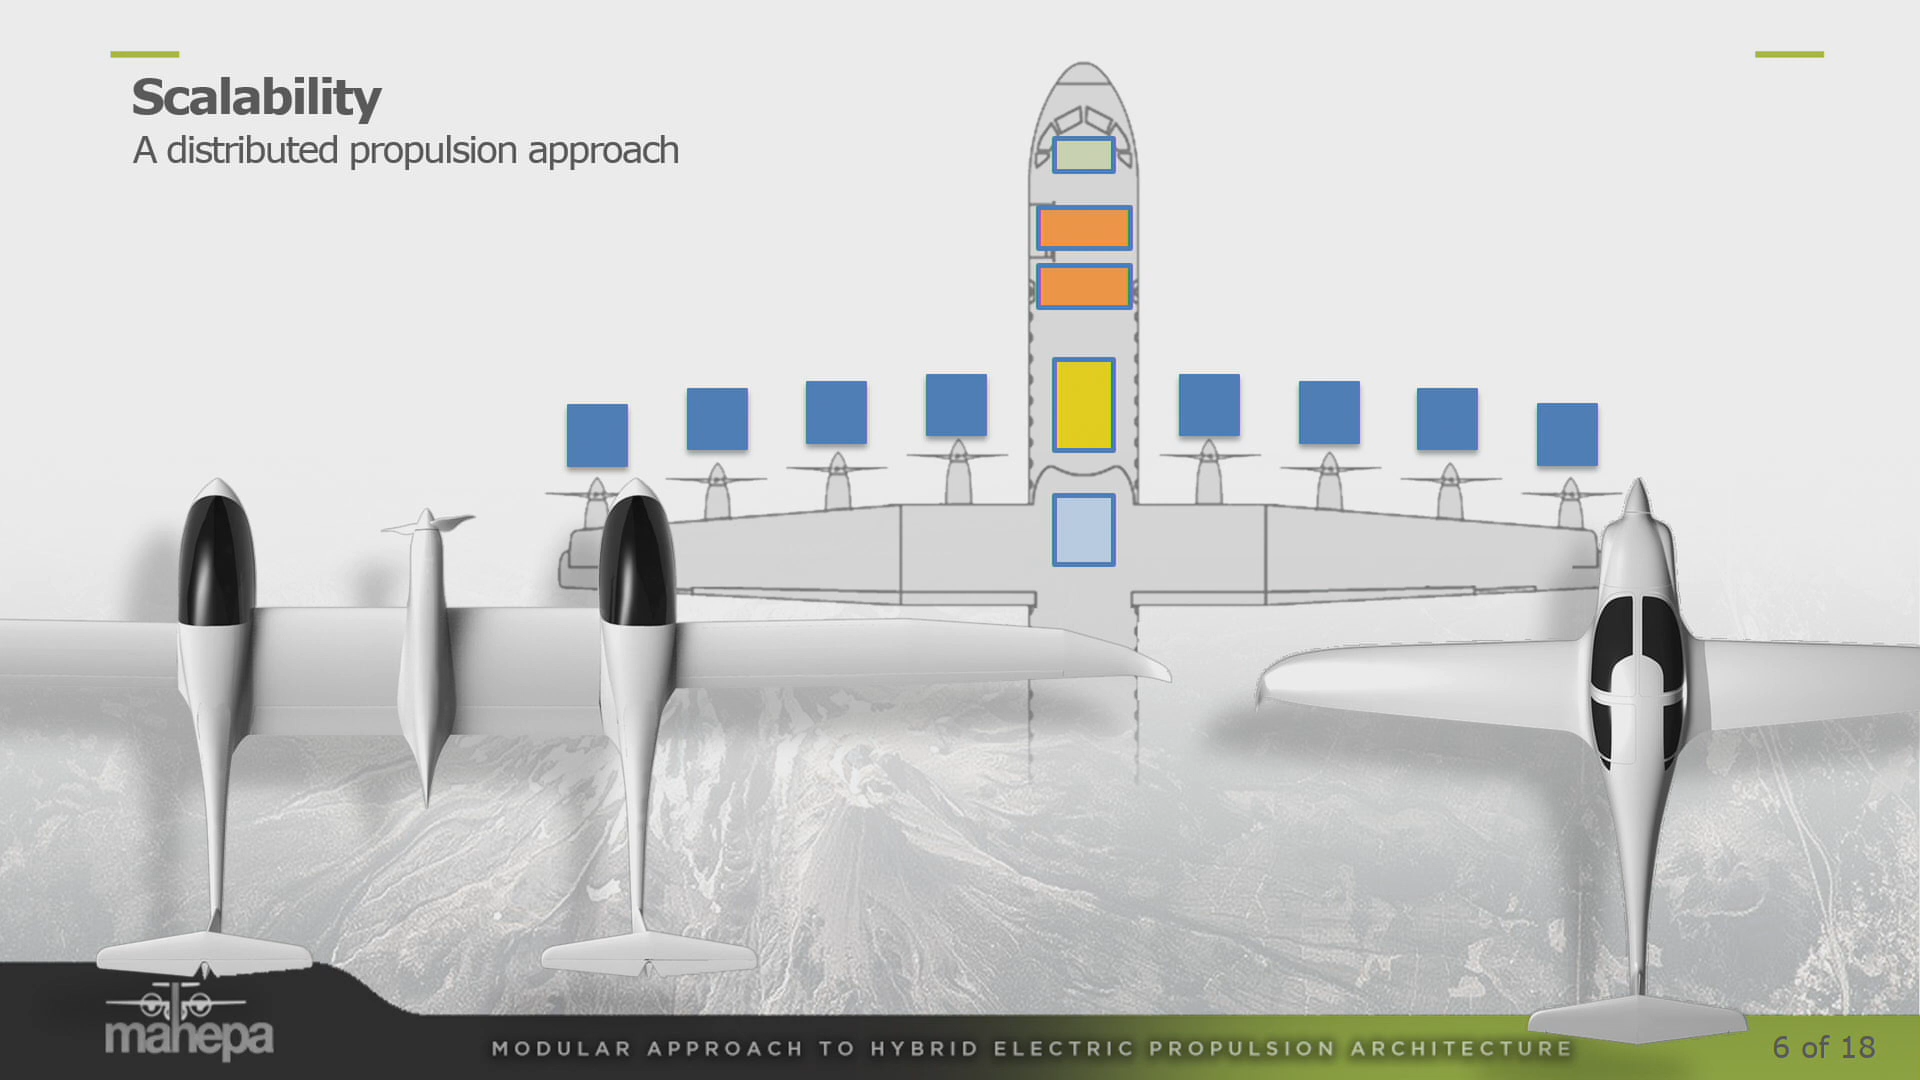 Scalability
A distributed propulsion approach
mahepa
MODULAR APPROACH TO HYBRID ELECTRIC PROPULSION ARCHITECTURE
6 of 18